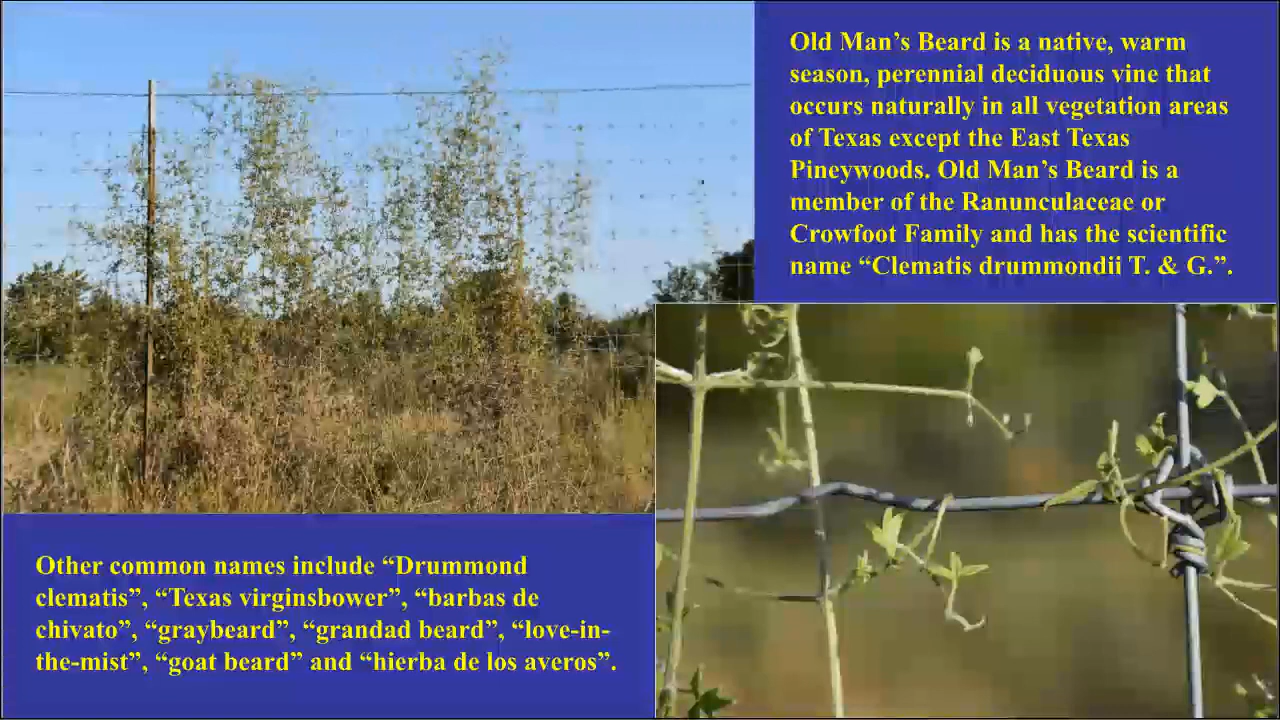 Old Man’s Beard is a native, warm
season, perennial deciduous vine that
occurs naturally in all vegetation areas
of Texas except the East Texas
Pineywoods. Old Man’s Beard is a
member of the Ranunculaceae or
Crowfoot Family and has the scientific
name “Clematis drummondii T. & G.”.
Other common names include “Drummond
clematis”, “Texas virginsbower”, “barbas de
chivato”, “graybeard”, “grandad beard”, “love-in-
the-mist”, “goat beard” and “hierba de los averos”.